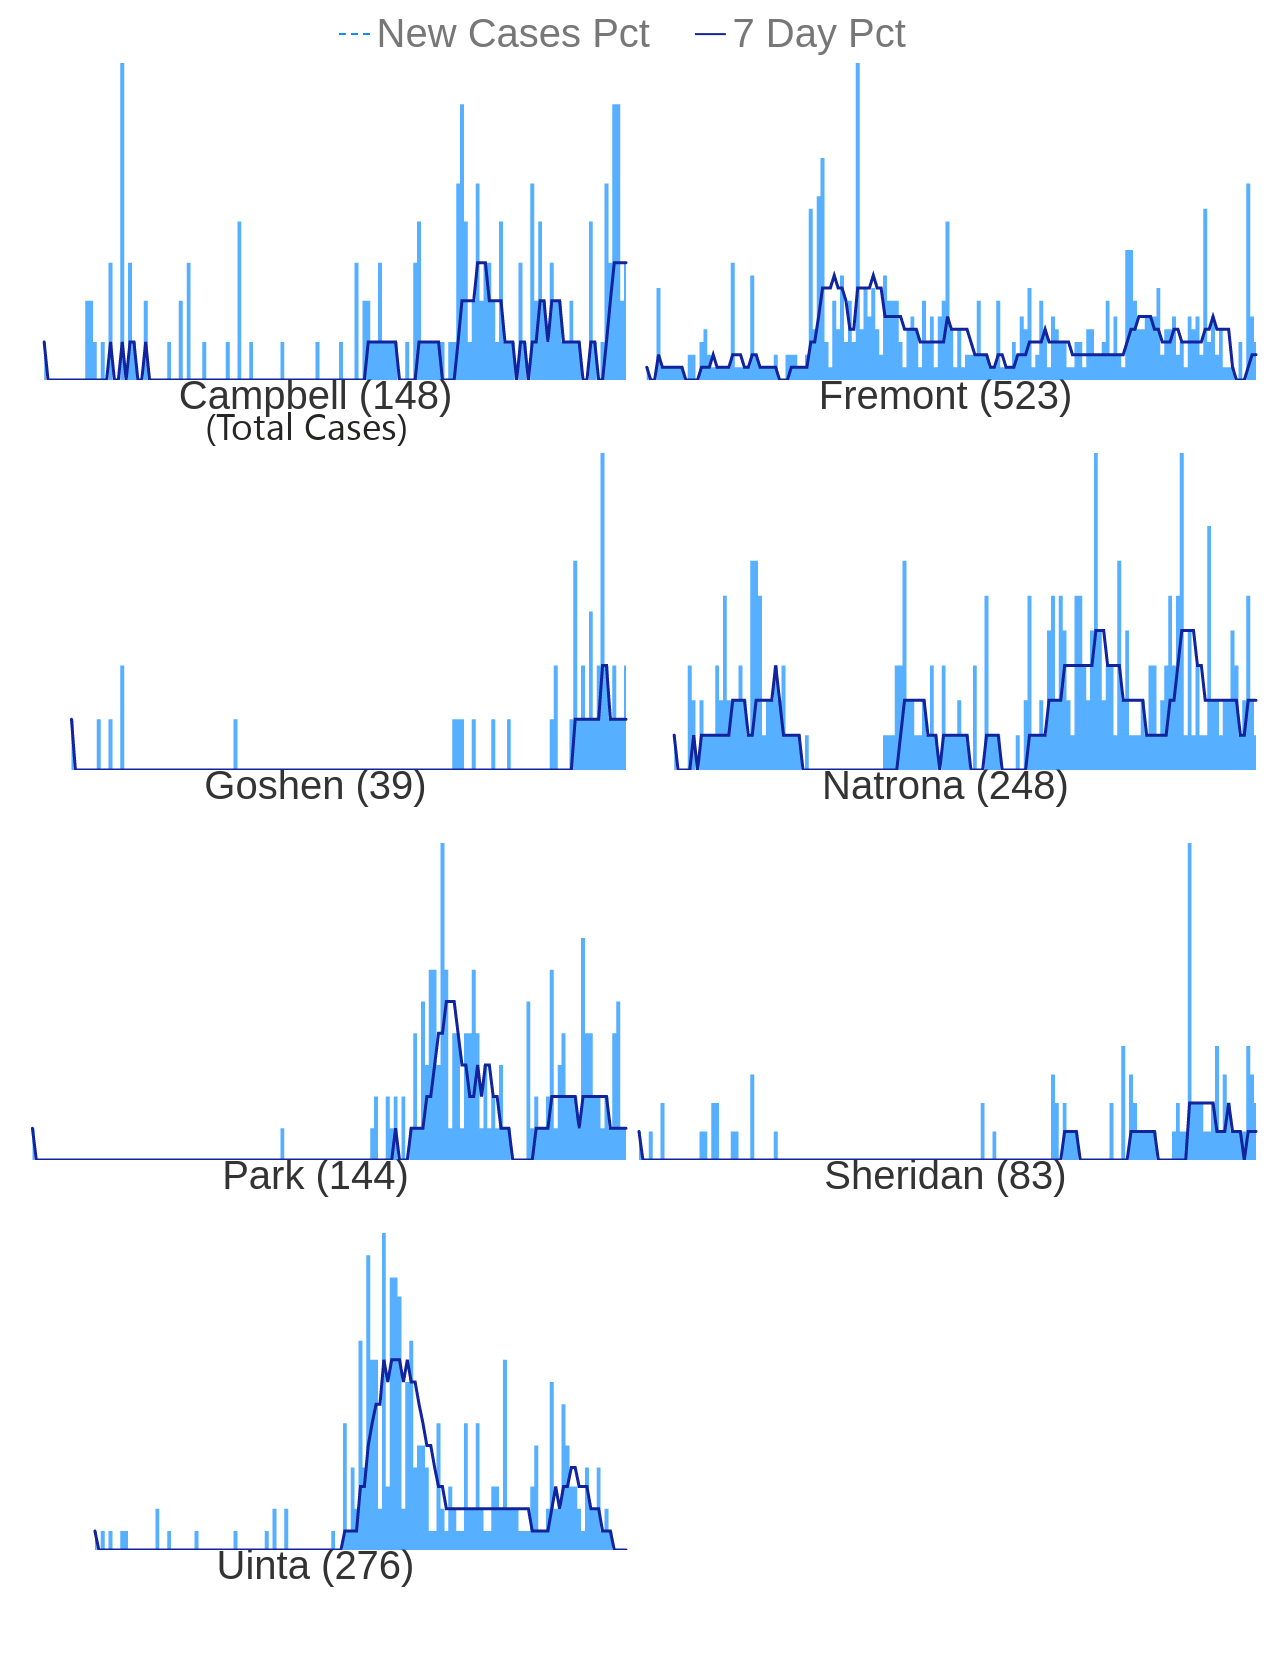 New Cases Pct 7 Day Pct
Campbell (148) Fremont (523)
(Total Cases)
Goshen (39) Natrona (248)
Park (144) Sheridan (83)
Uinta (276)